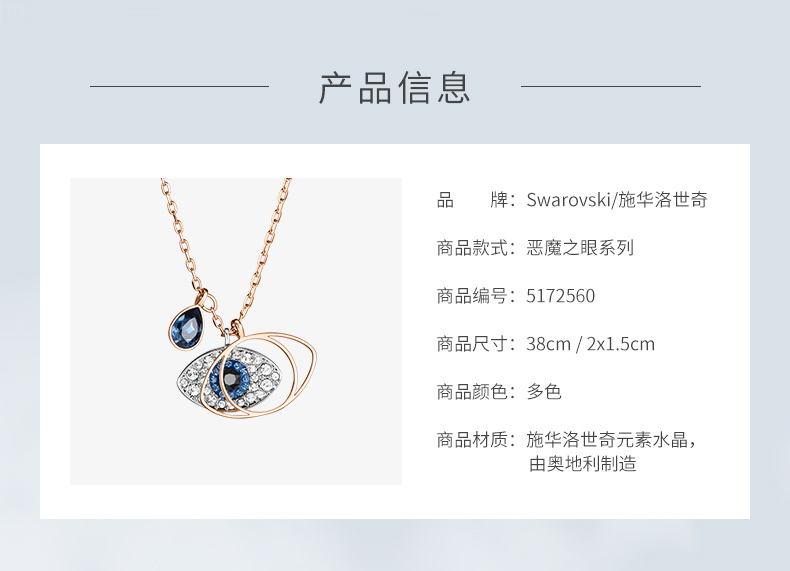 产品信息
品　　牌：Swarovski/施华洛世奇
商品款式：恶魔之眼系列
商品编号：5172560
商品尺寸：38cm / 2x1.5cm
商品颜色：多色
商品材质：施华洛世奇元素水晶，
由奥地利制造